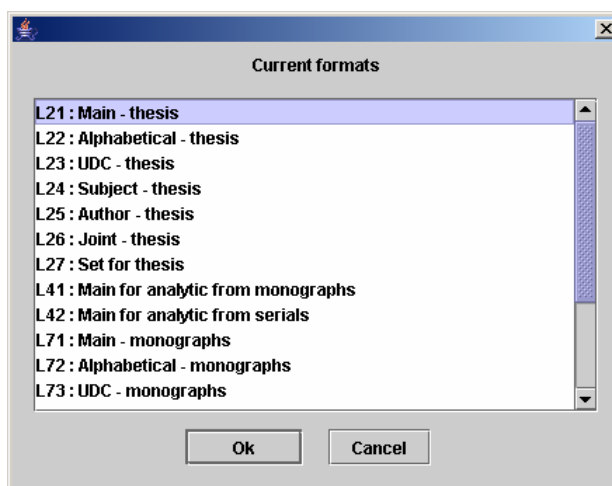 Current formats
L21 : Main - thesis
L22 : Alphabetical - thesis
L23 : UDC - thesis
L24 : Subject - thesis
L25 : Author - thesis
L26 : Joint - thesis
L27 : Set for thesis
L41 : Main for analytic from monographs
L42 : Main for analytic from serials
L71 : Main - monographs
L72 : Alphabetical - monographs
L73 : UDC - monographs
Ok Cancel